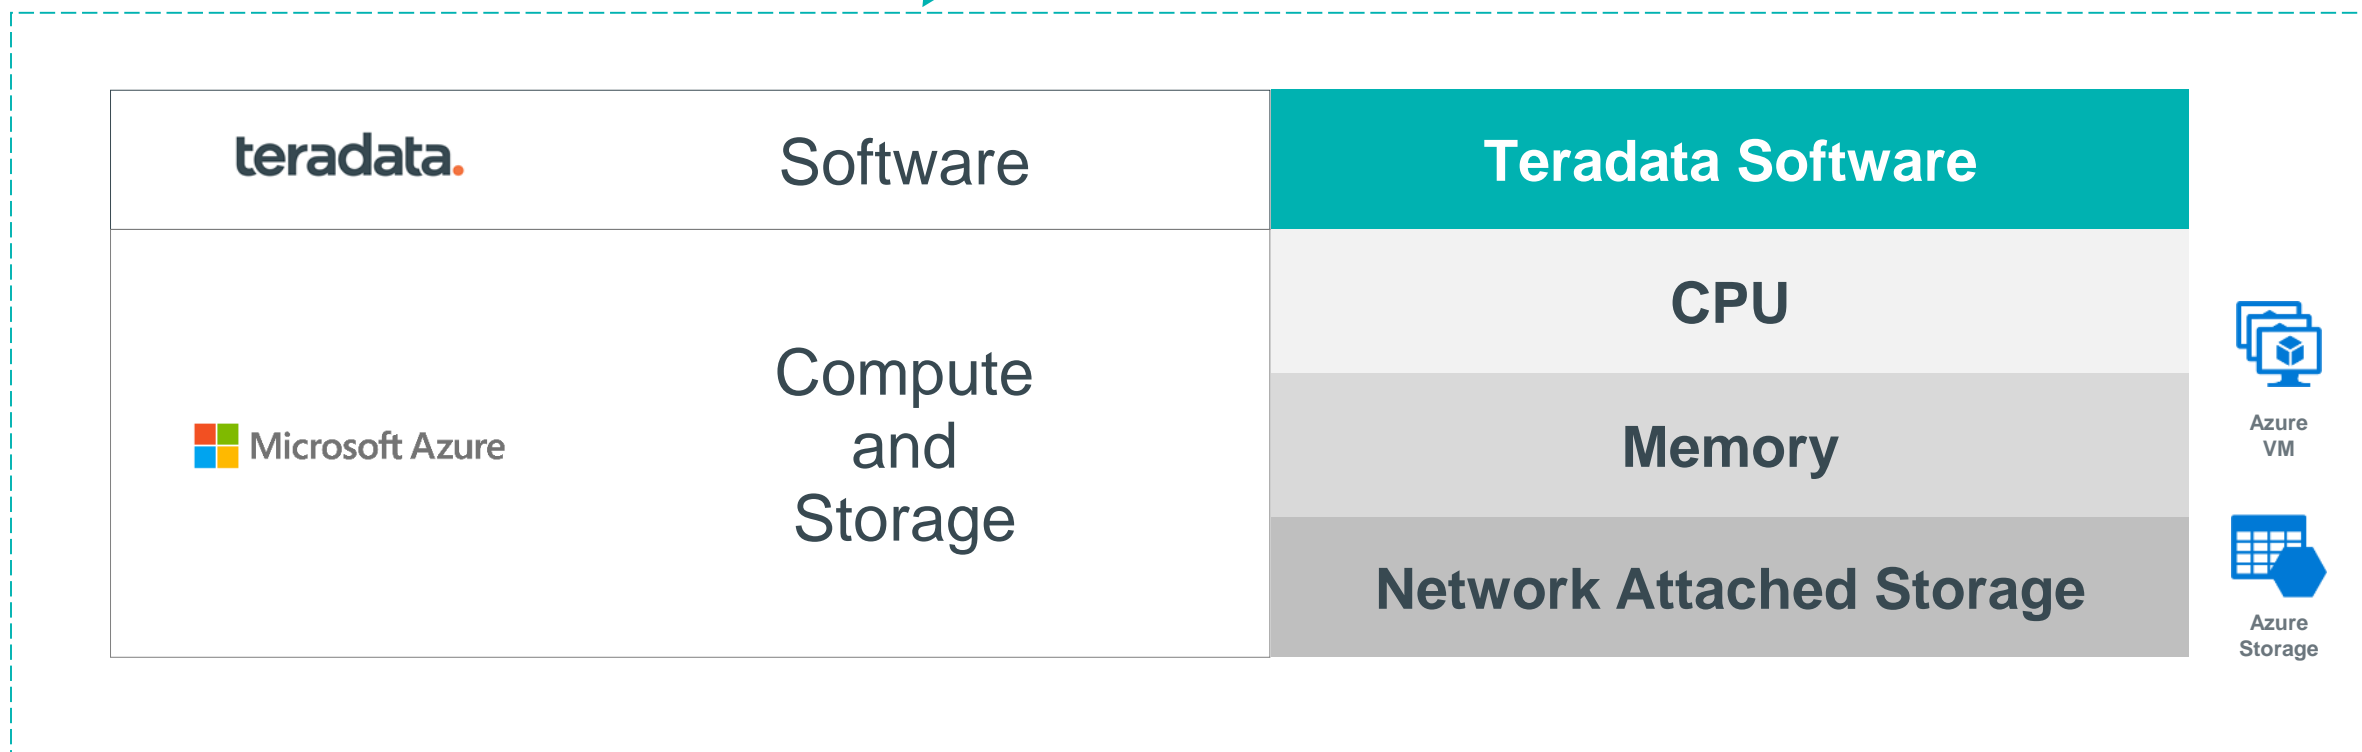 teradata.
Software
Teradata Software
Microsoft Azure
Compute
and
Storage
CPU
Memory
Network Attached Storage
Azure
VM
Azure
Storage